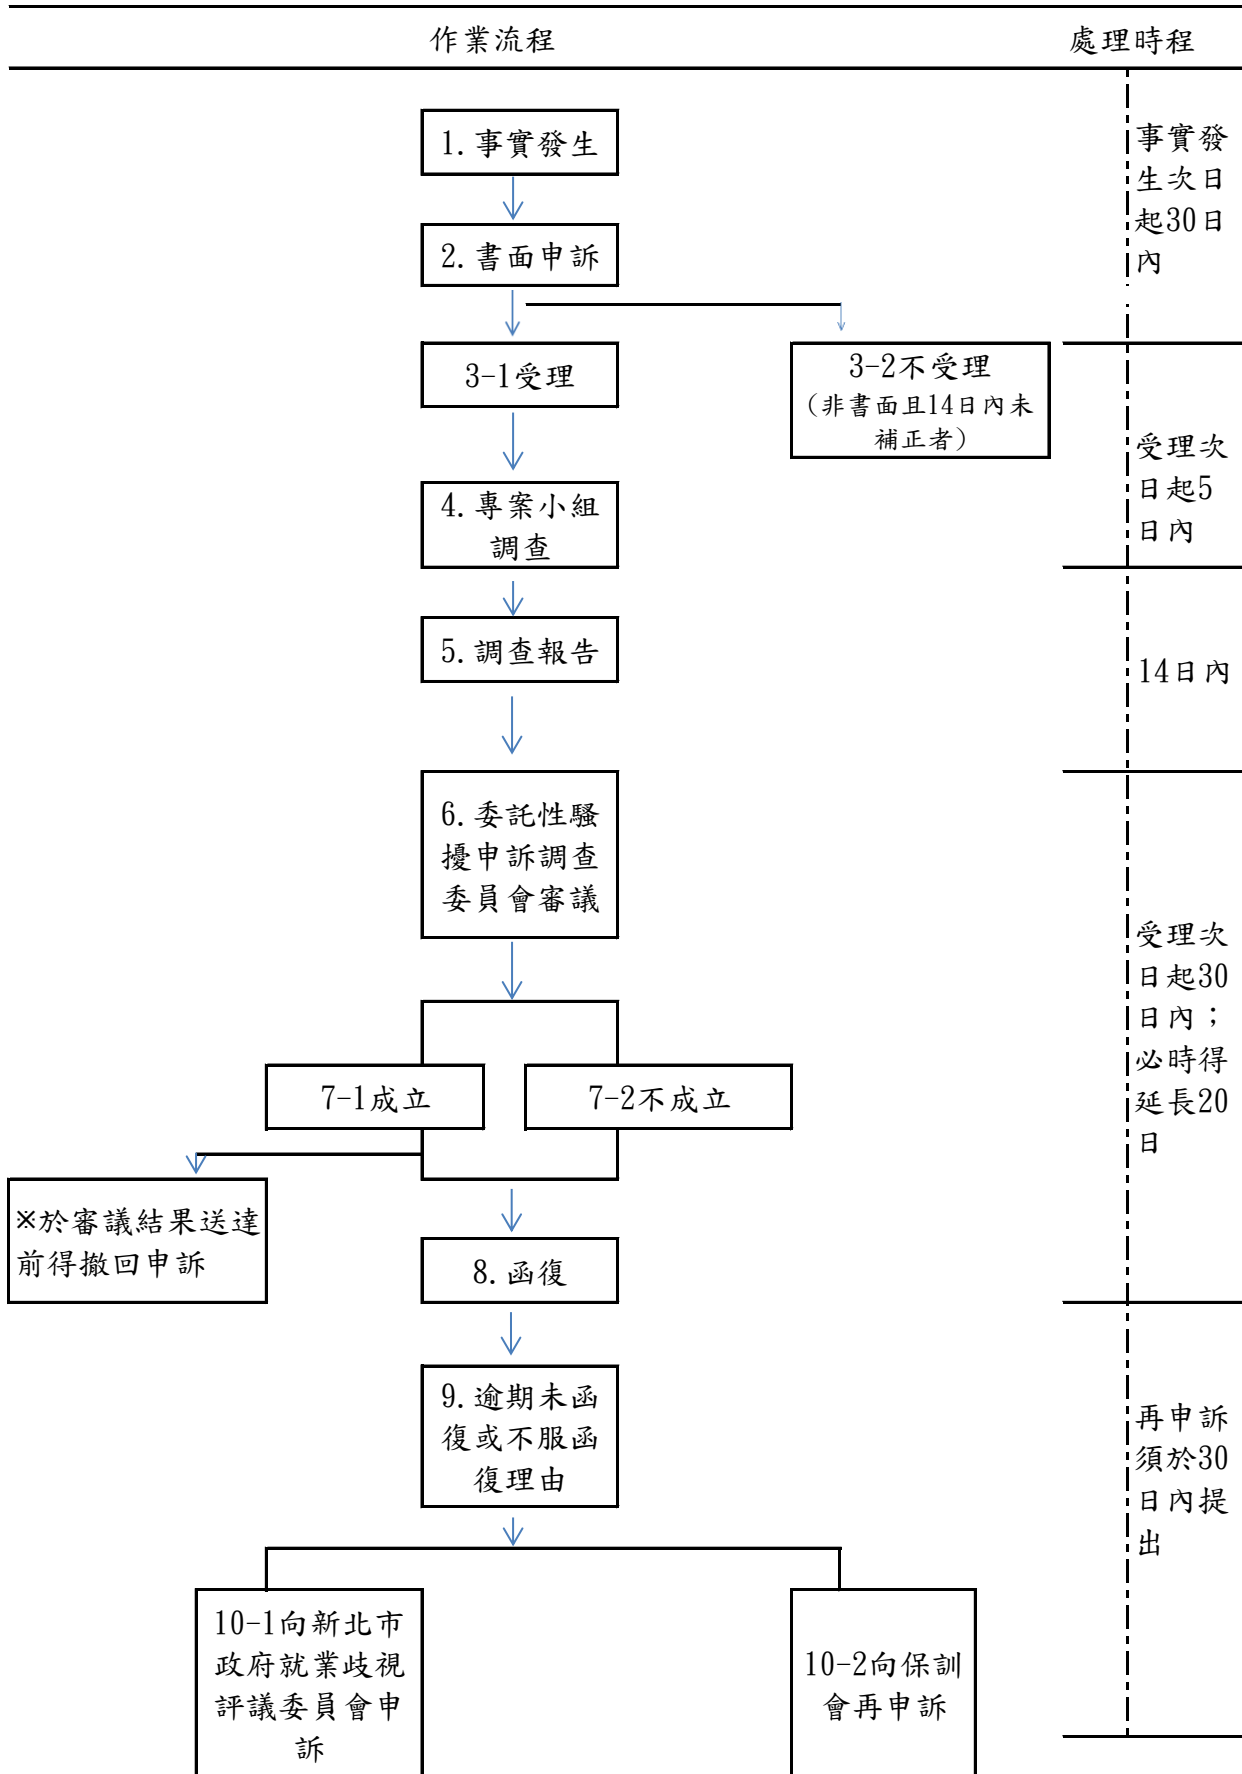 作業流程
處理時程
1.事實發生
事實發
生次日
起30日
內
2.書面申訴
3-1受理
3-2不受理
（非書面且14日內未
補正者）
受理次
日起5
日內
4.專案小組
調查
5.調查報告
14日內
6.委託性騷
擾申訴調查
委員會審議
受理次
日起30
日內；
必時得
延長20
日
7-1成立
7-2不成立
※於審議結果送達
前得撤回申訴
8.函復
9.逾期未函
復或不服函
復理由
再申訴
須於30
日內提
出
10-1向新北市
政府就業歧視
評議委員會申
訴
10-2向保訓
會再申訴